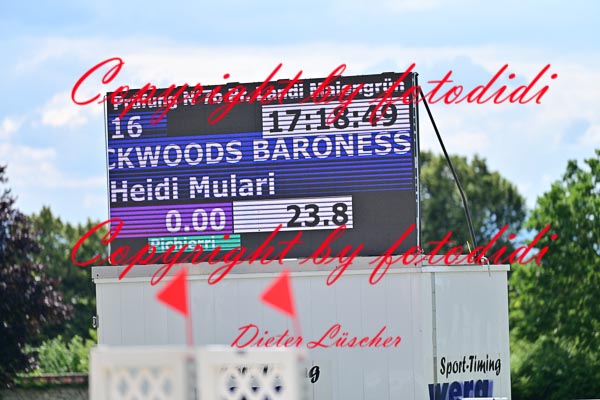 Copyright by fotodidi
16 17:18:49
CKWOODS BARONESS
Heidi Mulari
0.00 23.8
Richierri
Copyright by fotodidi
Dieter Lüscher
Sport-Timing